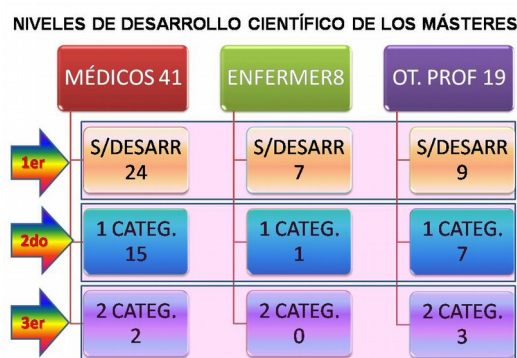 NIVELES DE DESARROLLO CIENTÍFICO DE LOS MÁSTERES
MÉDICOS 41
ENFERMER8
OT. PROF 19
1er
S/DESARR
24
S/DESARR
7
S/DESARR
9
2do
1 CATEG.
15
1 CATEG.
1
1 CATEG.
7
3er
2 CATEG.
2
2 CATEG.
0
2 CATEG.
3